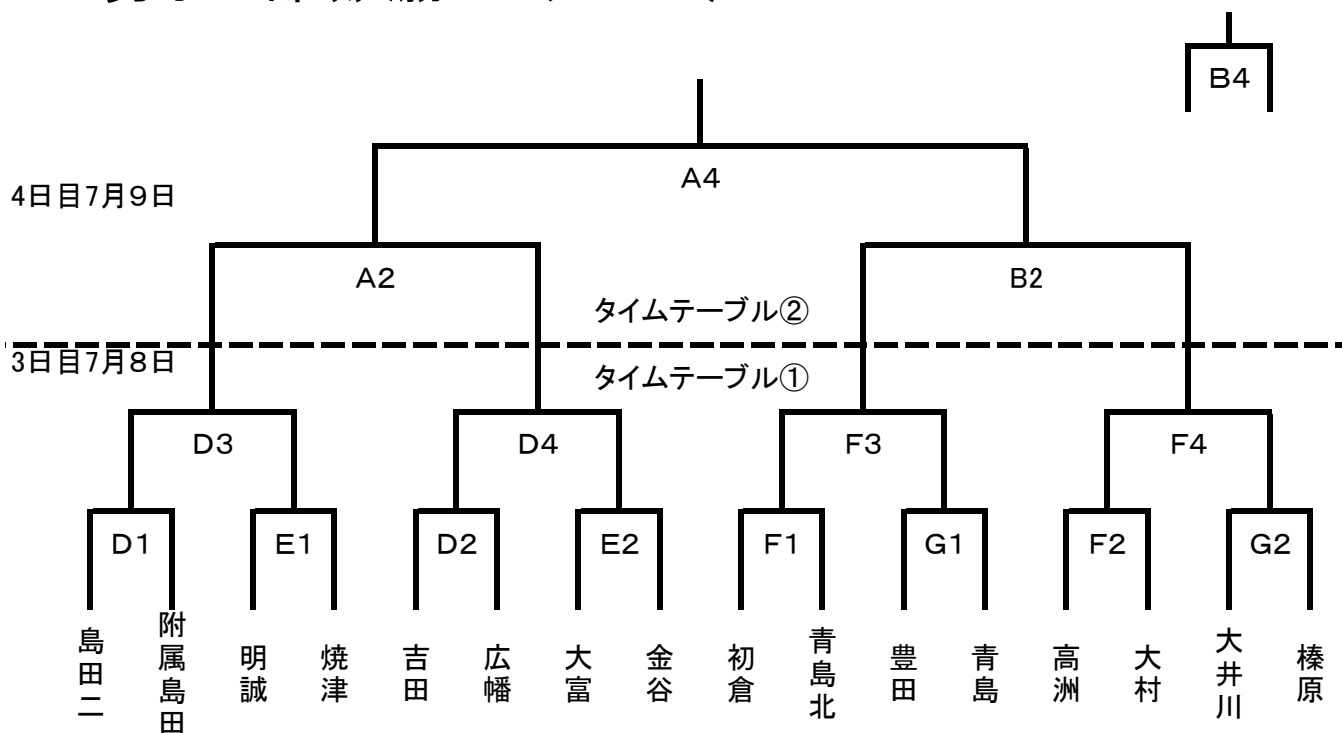 B4
A4
4日目7月9日
A2
B2
タイムテーブル②
3日目7月8日
タイムテーブル①
D3
D4
F3
F4
D1
E1
D2
E2
F1
G1
F2
G2
島田二
附属島田
明誠
焼津
吉田
広幡
大富
金谷
初倉
青島北
豊田
青島
高洲
大村
大井川
榛原